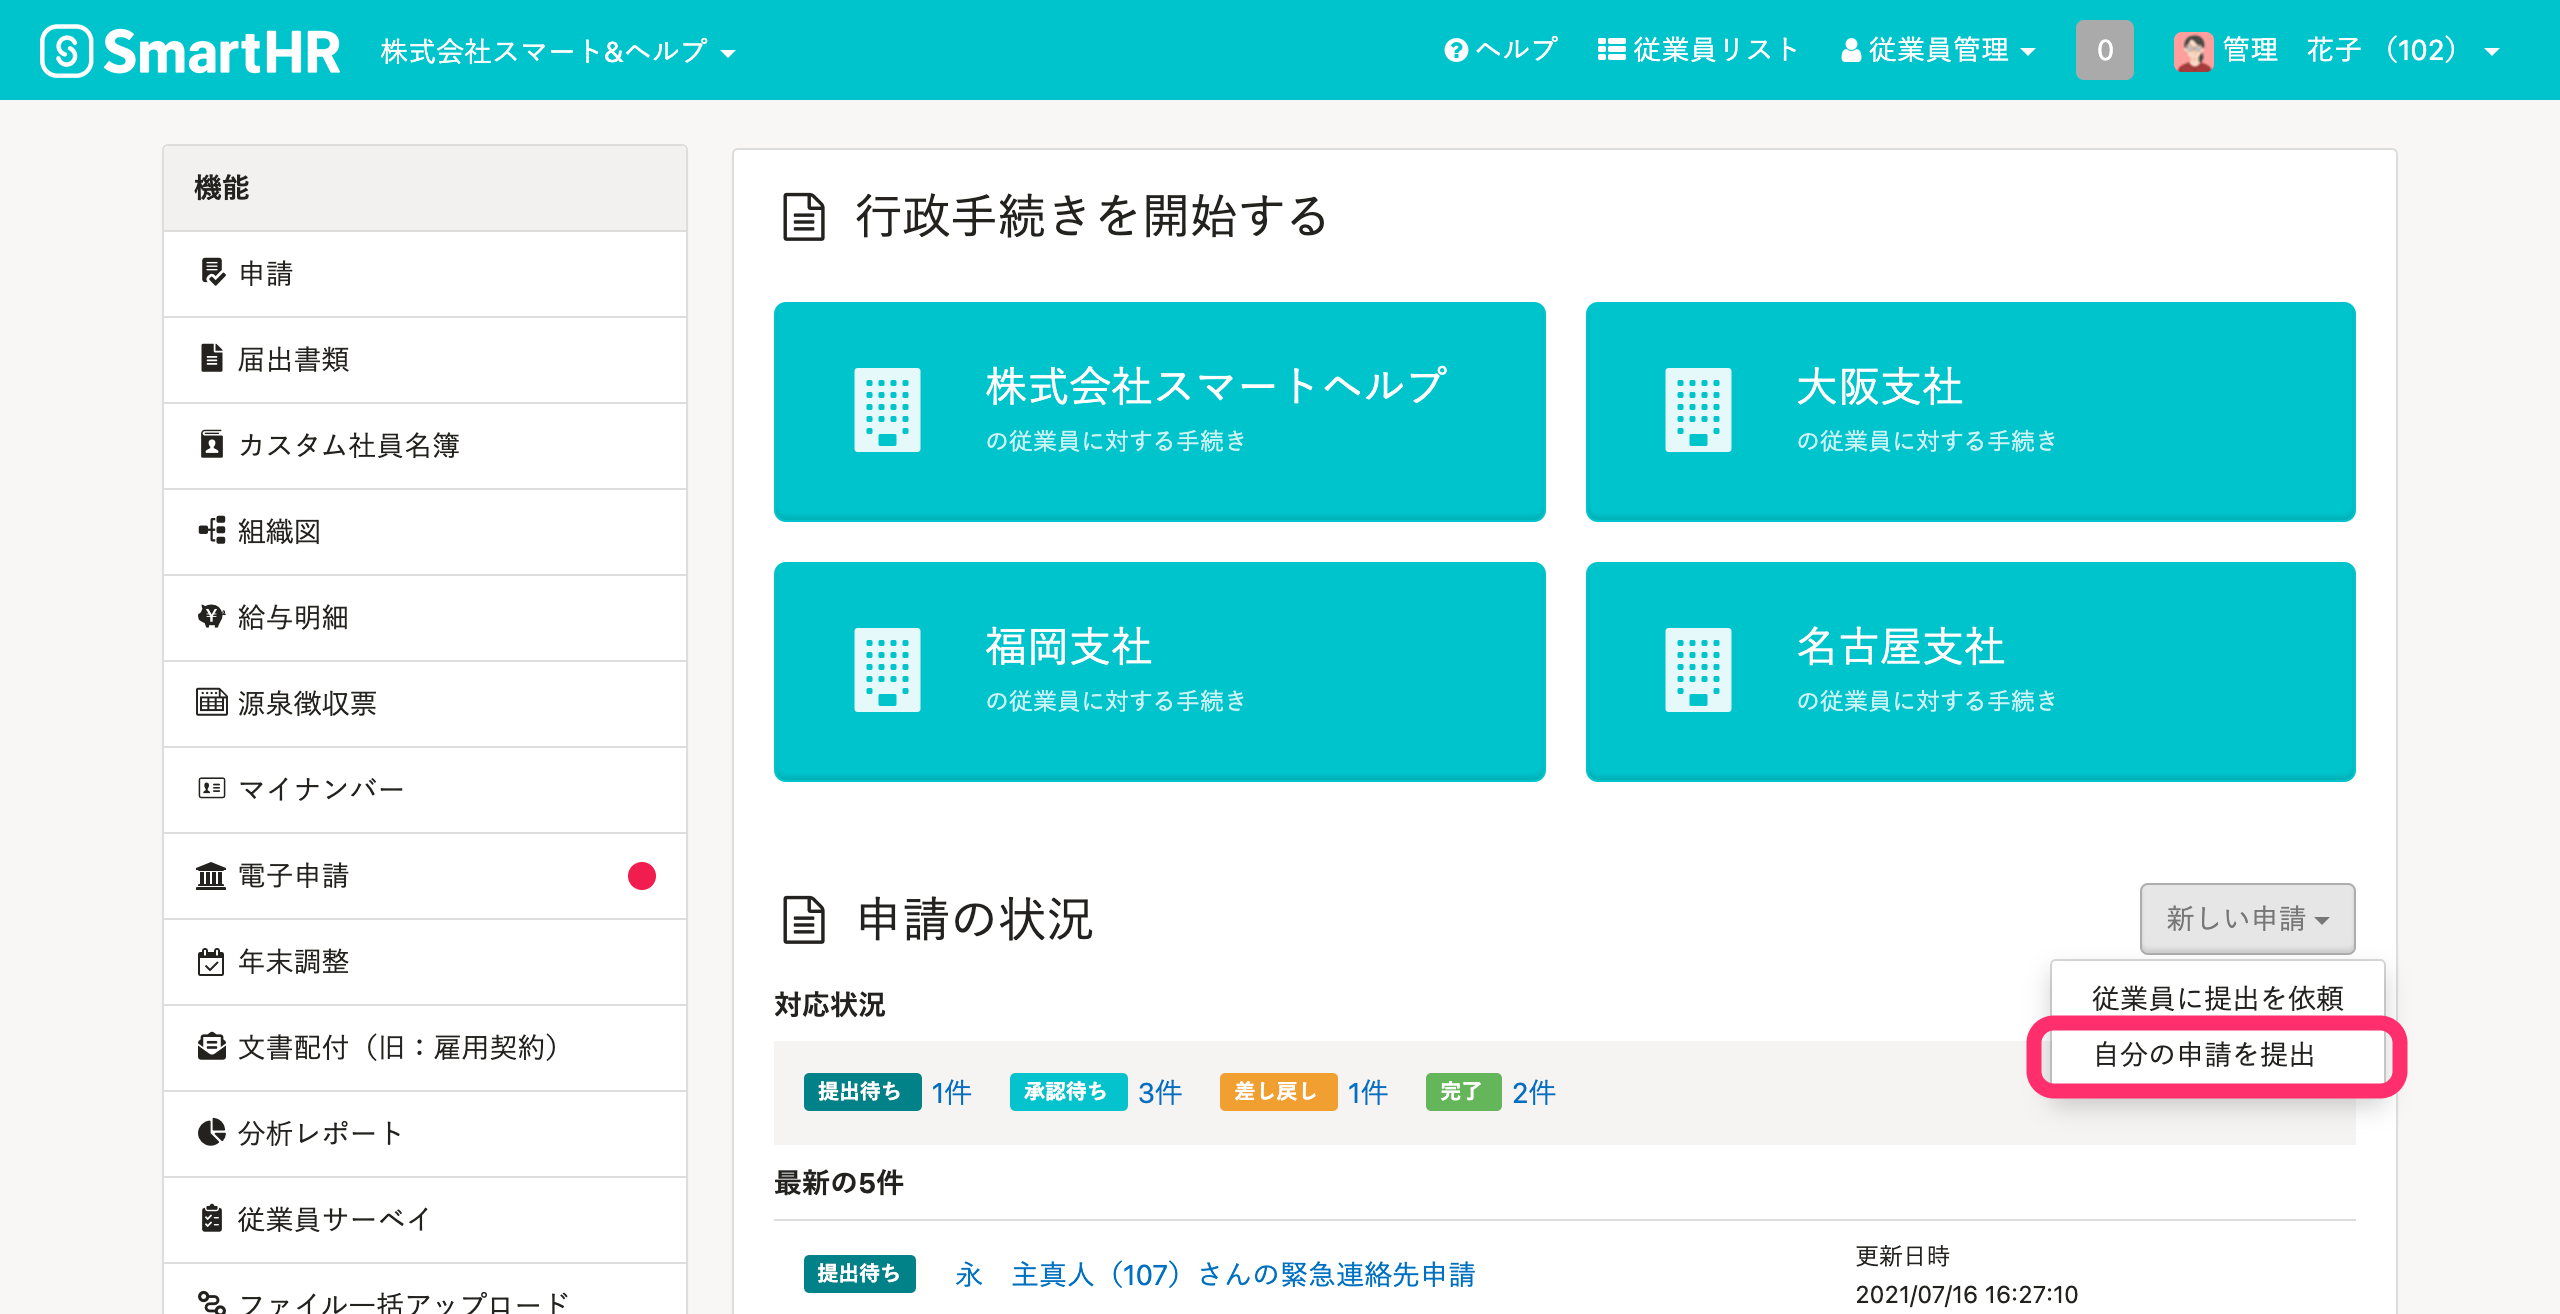 SmartHR 株式会社スマート&ヘルプ ヘルプ 従業員リスト 従業員管理 0 管理　花子（102）
機能
申請
届出書類
カスタム社員名簿
組織図
給与明細
源泉徴収票
マイナンバー
電子申請
年末調整
文書配付（旧：雇用契約）
分析レポート
従業員サーベイ
ファイル一括アップロード
行政手続きを開始する
株式会社スマートヘルプ
の従業員に対する手続き
大阪支社
の従業員に対する手続き
福岡支社
の従業員に対する手続き
名古屋支社
の従業員に対する手続き
申請の状況
新しい申請
従業員に提出を依頼
自分の申請を提出
対応状況
提出待ち 1件 承認待ち 3件 差し戻し 1件 完了 2件
最新の5件
提出待ち 永　主真人（107）さんの緊急連絡先申請
更新日時
2021/07/16 16:27:10